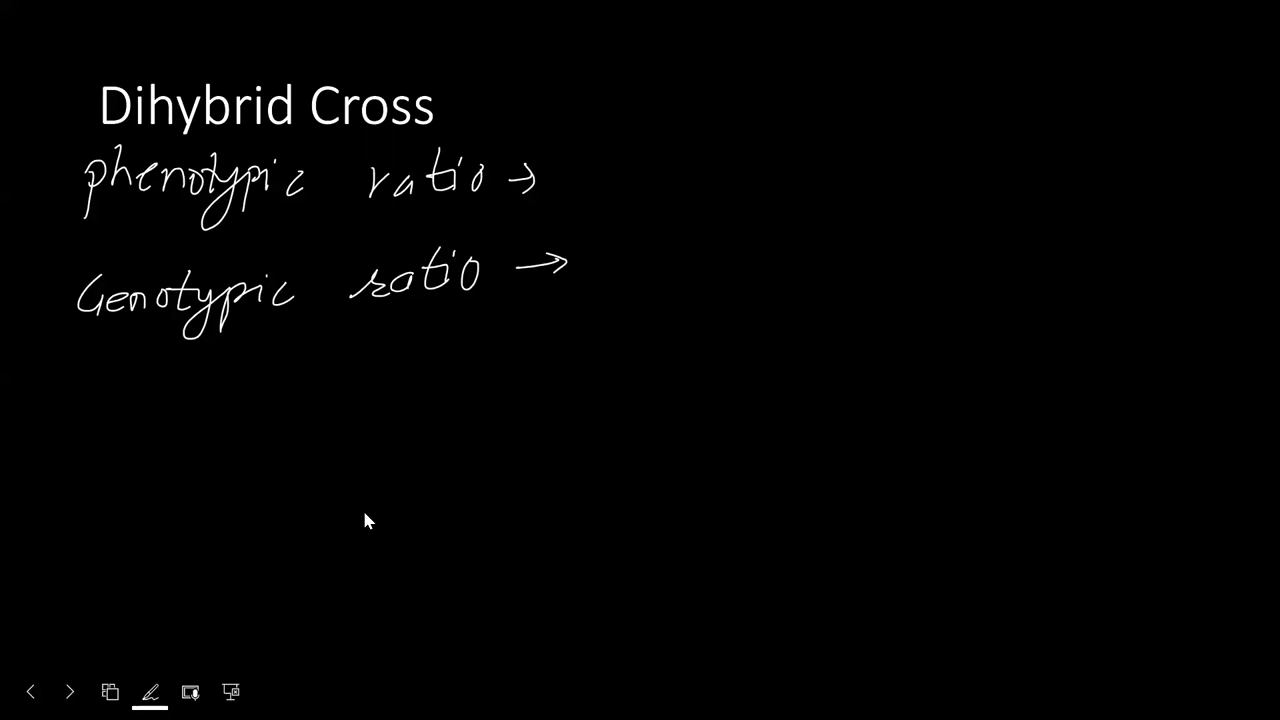 Dihybrid Cross
phenotypic ratio →
Genotypic ratio →